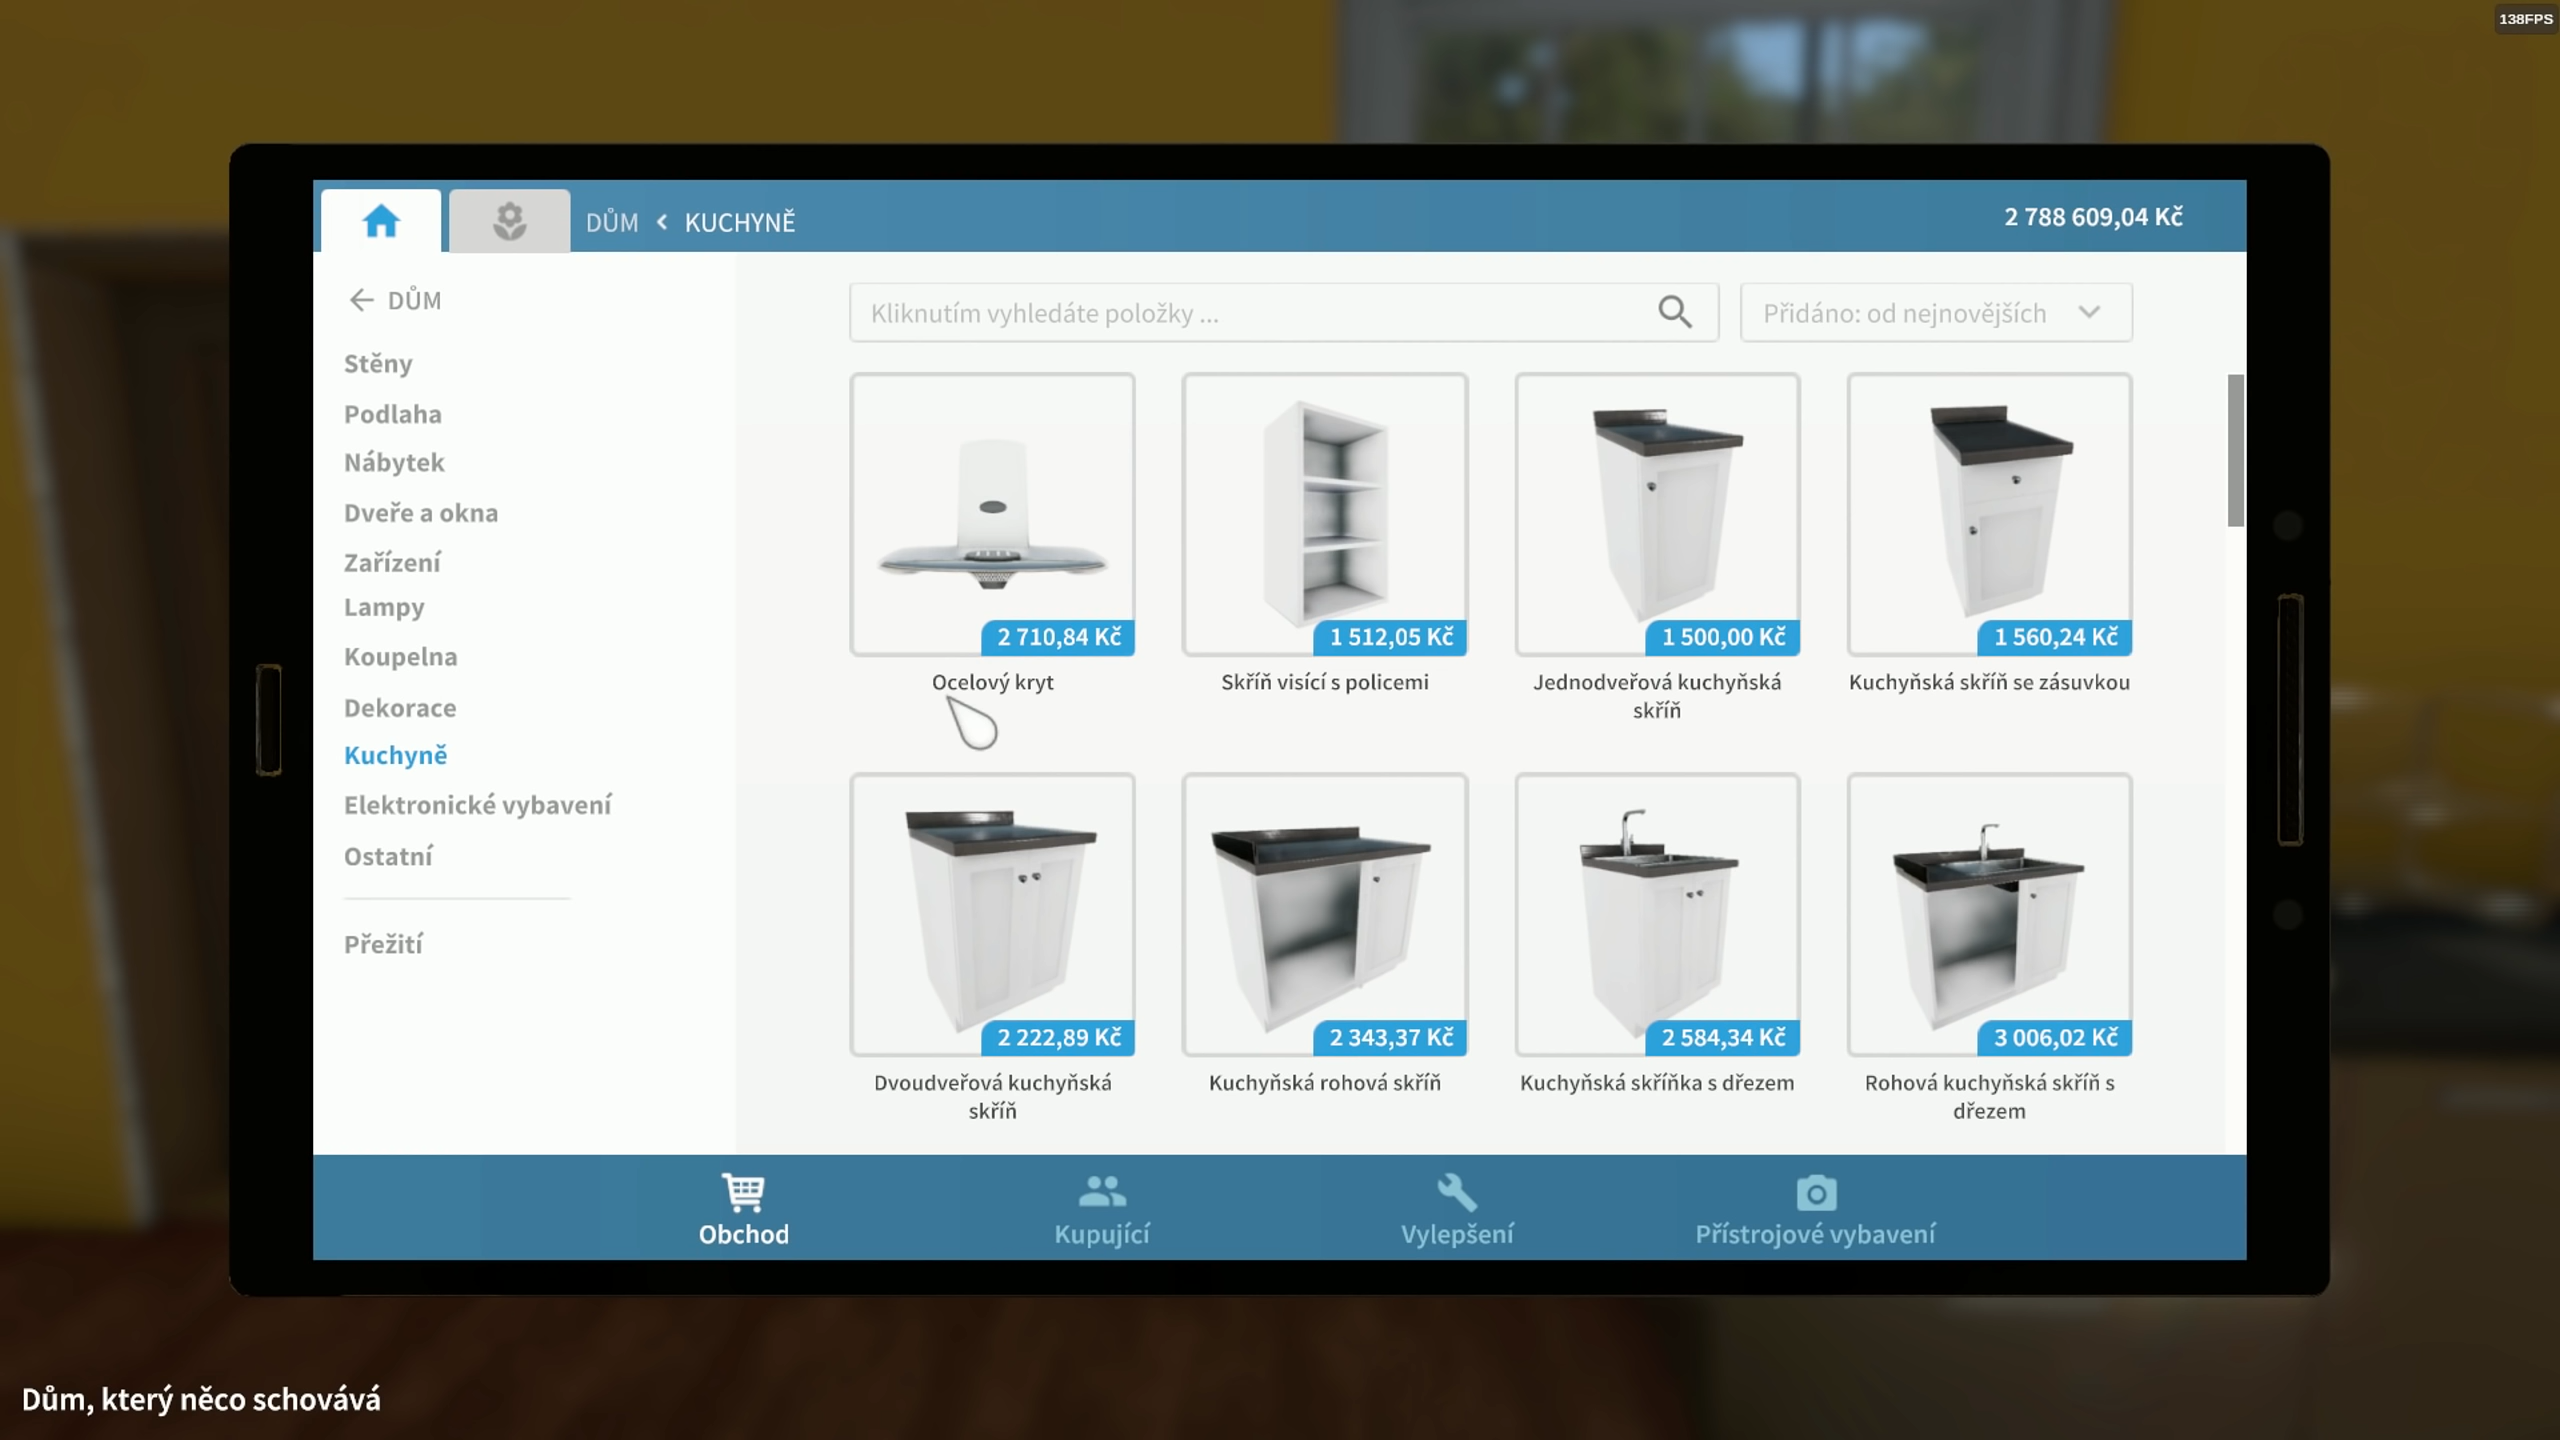 138FPS
DŮM < KUCHYNĚ
2 788 609,04 Kč
← DŮM
Stěny
Podlaha
Nábytek
Dveře a okna
Zařízení
Lampy
Koupelna
Dekorace
Kuchyně
Elektronické vybavení
Ostatní
Přežití
Kliknutím vyhledáte položky ...
Přidáno: od nejnovějších
2 710,84 Kč
Ocelový kryt
1 512,05 Kč
Skříň visící s policemi
1 500,00 Kč
Jednodveřová kuchyňská
skříň
1 560,24 Kč
Kuchyňská skříň se zásuvkou
2 222,89 Kč
Dvoudveřová kuchyňská
skříň
2 343,37 Kč
Kuchyňská rohová skříň
2 584,34 Kč
Kuchyňská skříňka s dřezem
3 006,02 Kč
Rohová kuchyňská skříň s
dřezem
Obchod
Kupující
Vylepšení
Přístrojové vybavení
Dům, který něco schovává